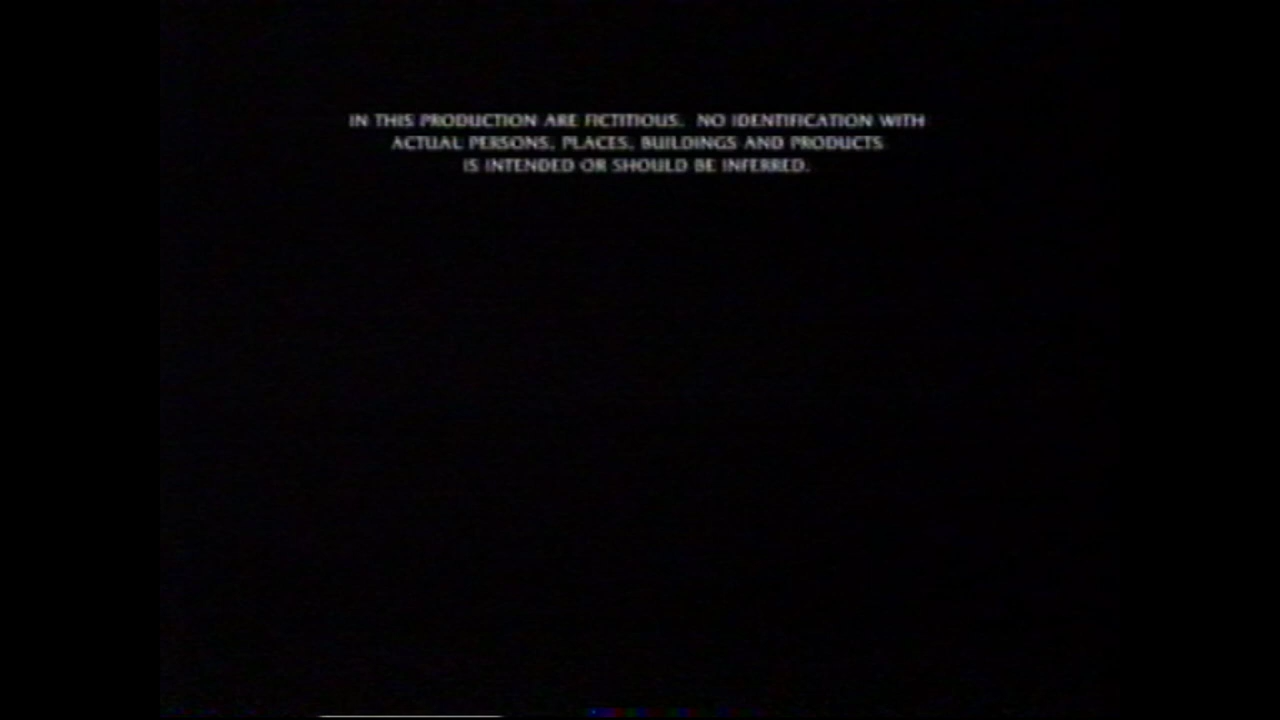 IN THIS PRODUCTION ARE FICTITIOUS. NO IDENTIFICATION WITH
ACTUAL PERSONS, PLACES, BUILDINGS AND PRODUCTS
IS INTENDED OR SHOULD BE INFERRED.